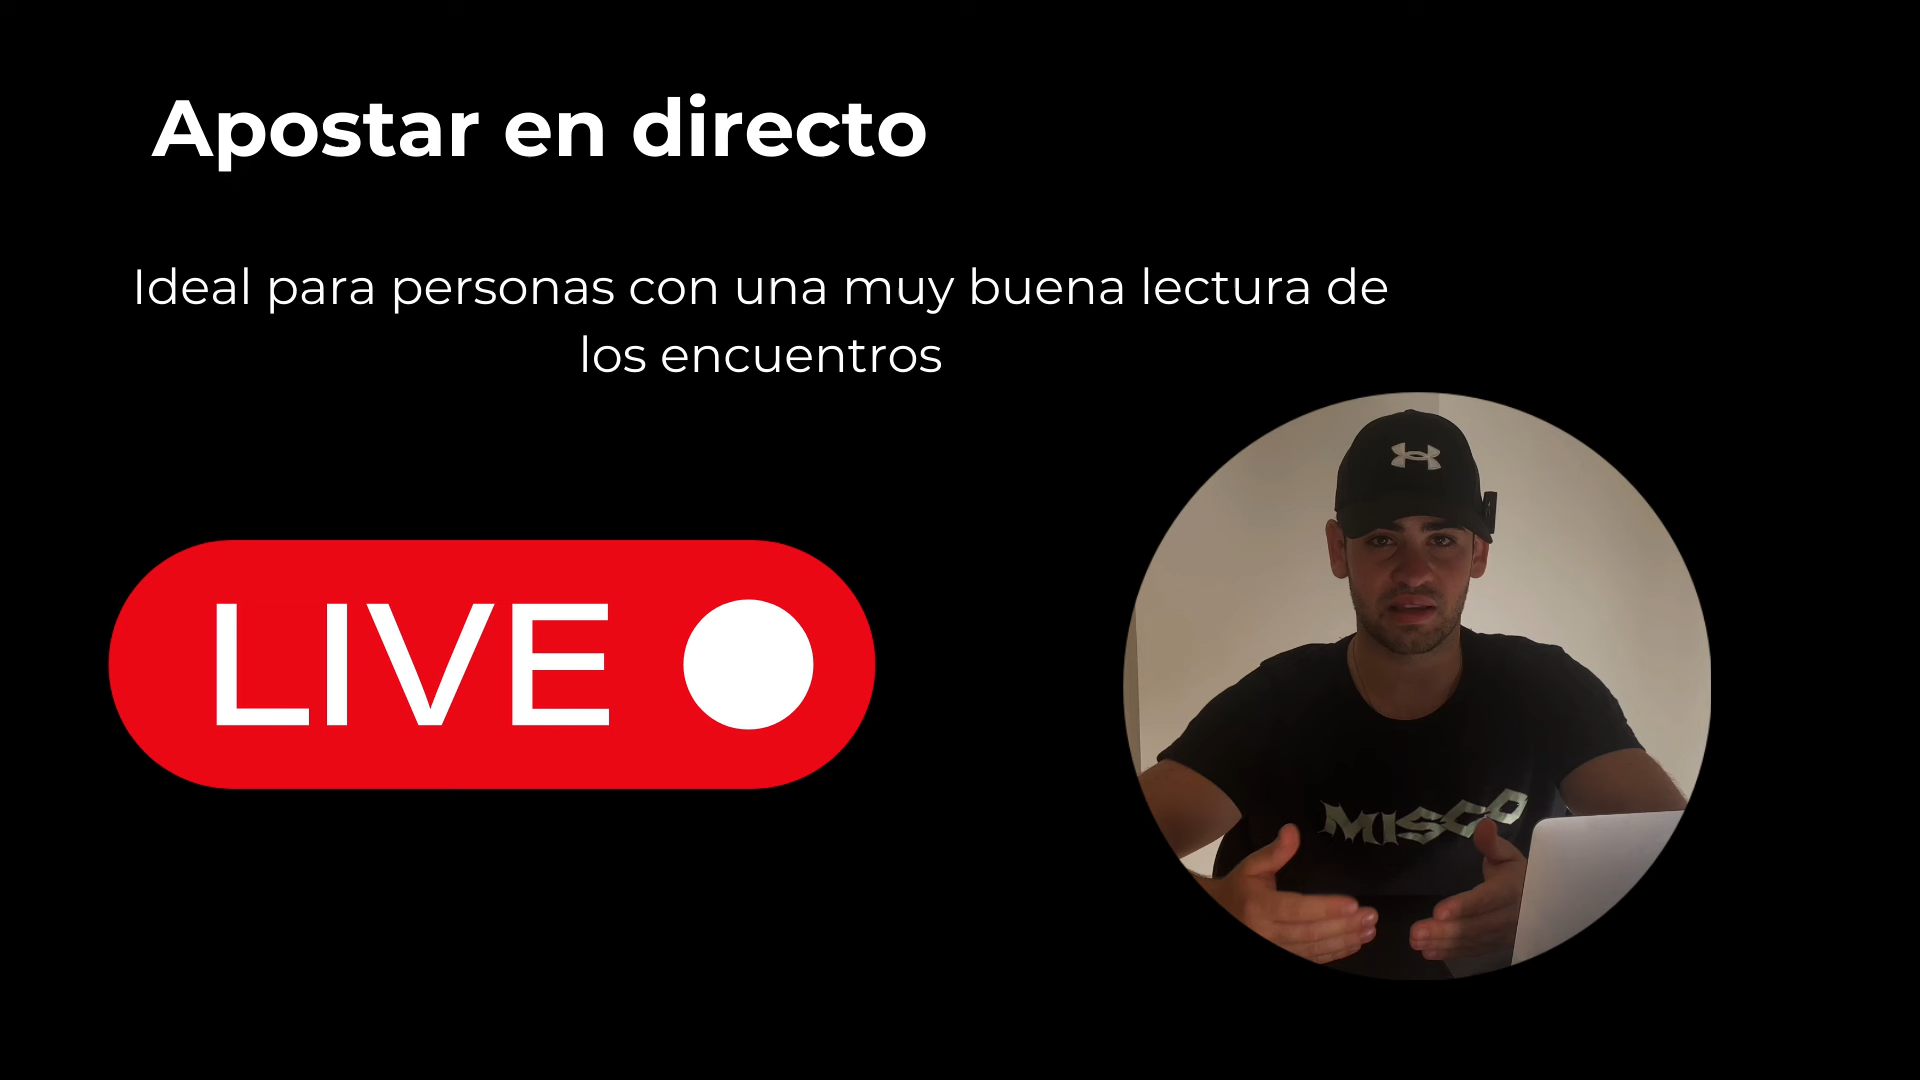 Apostar en directo
Ideal para personas con una muy buena lectura de
los encuentros
LIVE
MISCO